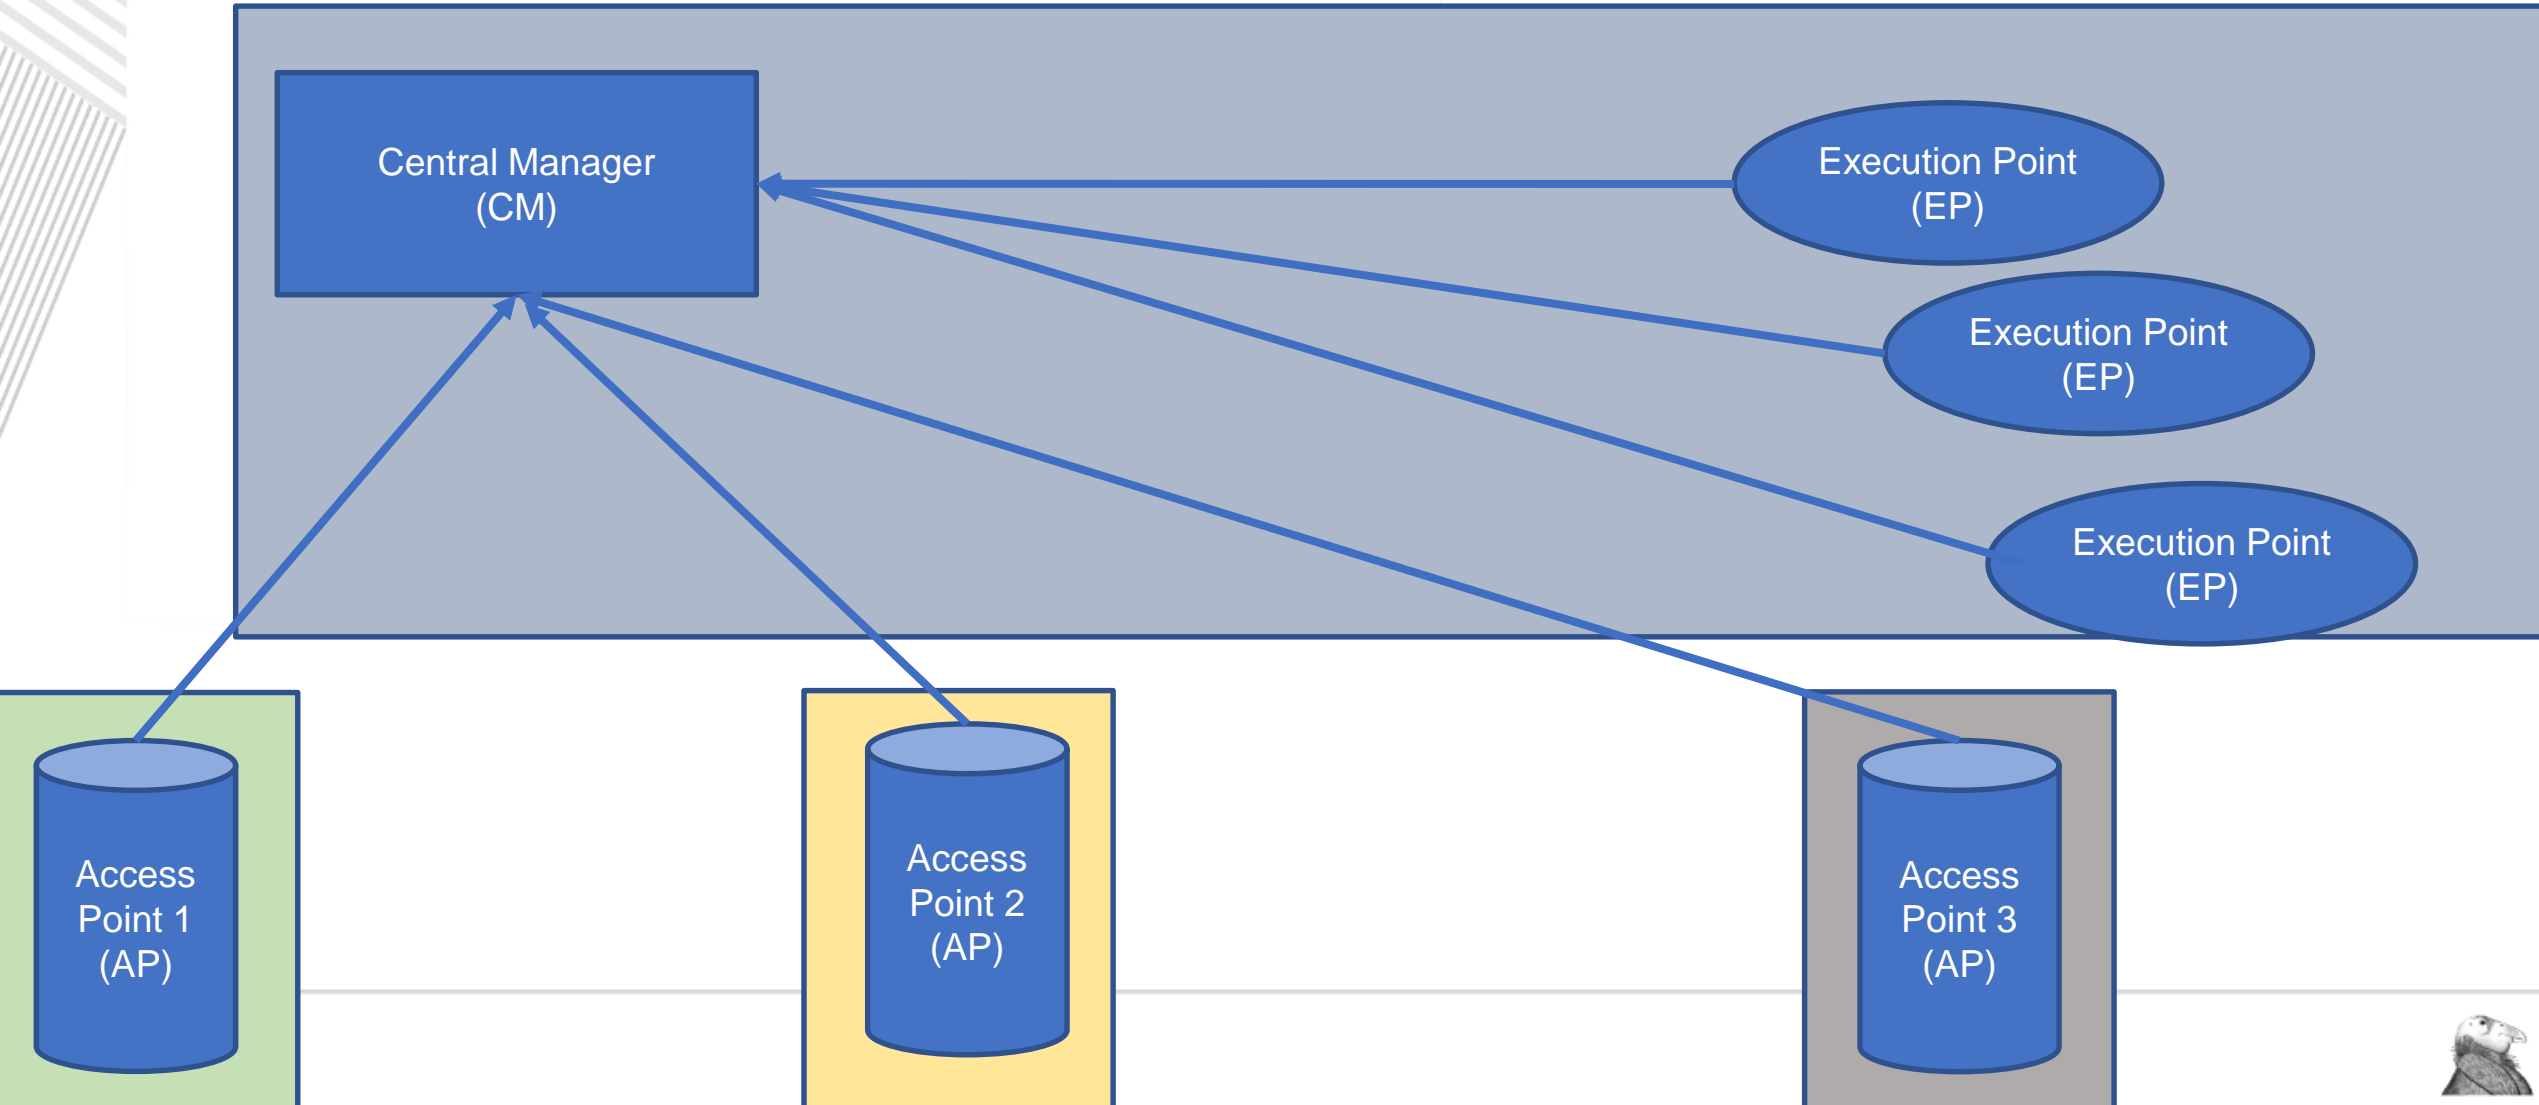 Central Manager
(CM)
Execution Point
(EP)
Execution Point
(EP)
Execution Point
(EP)
Access
Point 1
(AP)
Access
Point 2
(AP)
Access
Point 3
(AP)